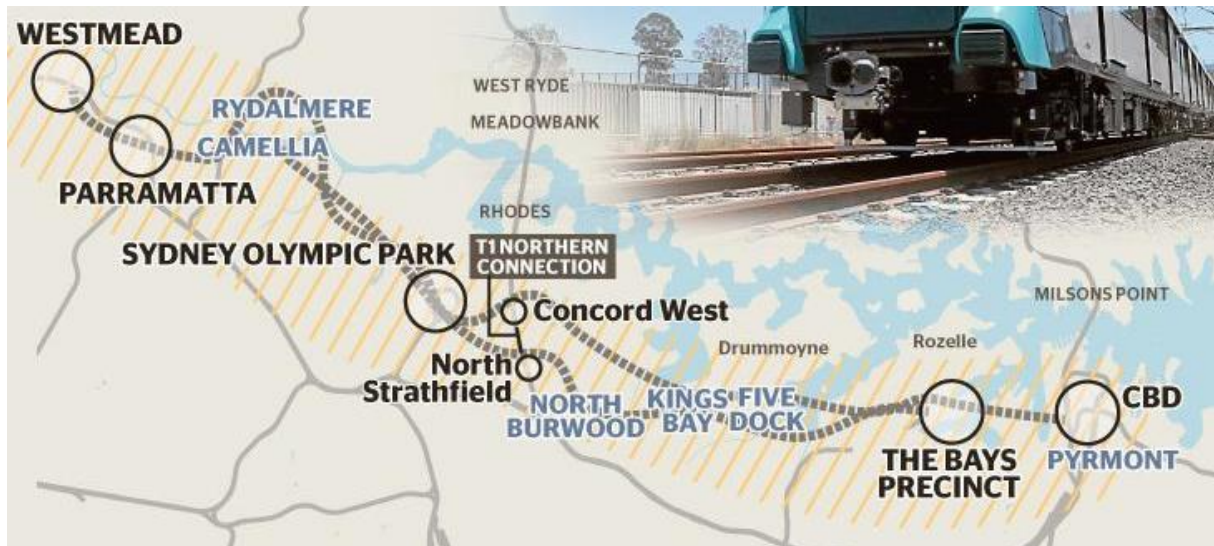 WESTMEAD
RYDALMERE
CAMELLIA
PARRAMATTA
WEST RYDE
MEADOWBANK
RHODES
SYDNEY OLYMPIC PARK
T1 NORTHERN
CONNECTION
Concord West
North
Strathfield
NORTH
BURWOOD
KINGS
BAY
FIVE
DOCK
Drummoyne
Rozelle
MILSONS POINT
THE BAYS
PRECINCT
CBD
PYRMONT